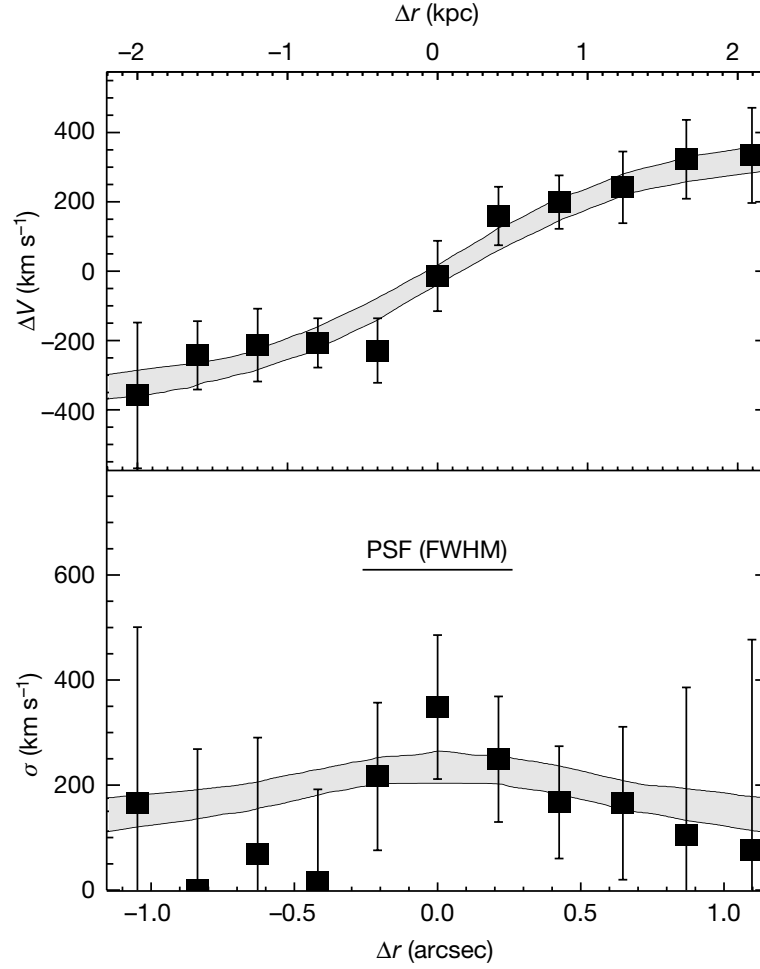 Δr (kpc)
−2 −1 0 1 2
400
200
0
−200
−400
ΔV (km s⁻¹)
PSF (FWHM)
600
400
200
0
σ (km s⁻¹)
−1.0 −0.5 0.0 0.5 1.0
Δr (arcsec)